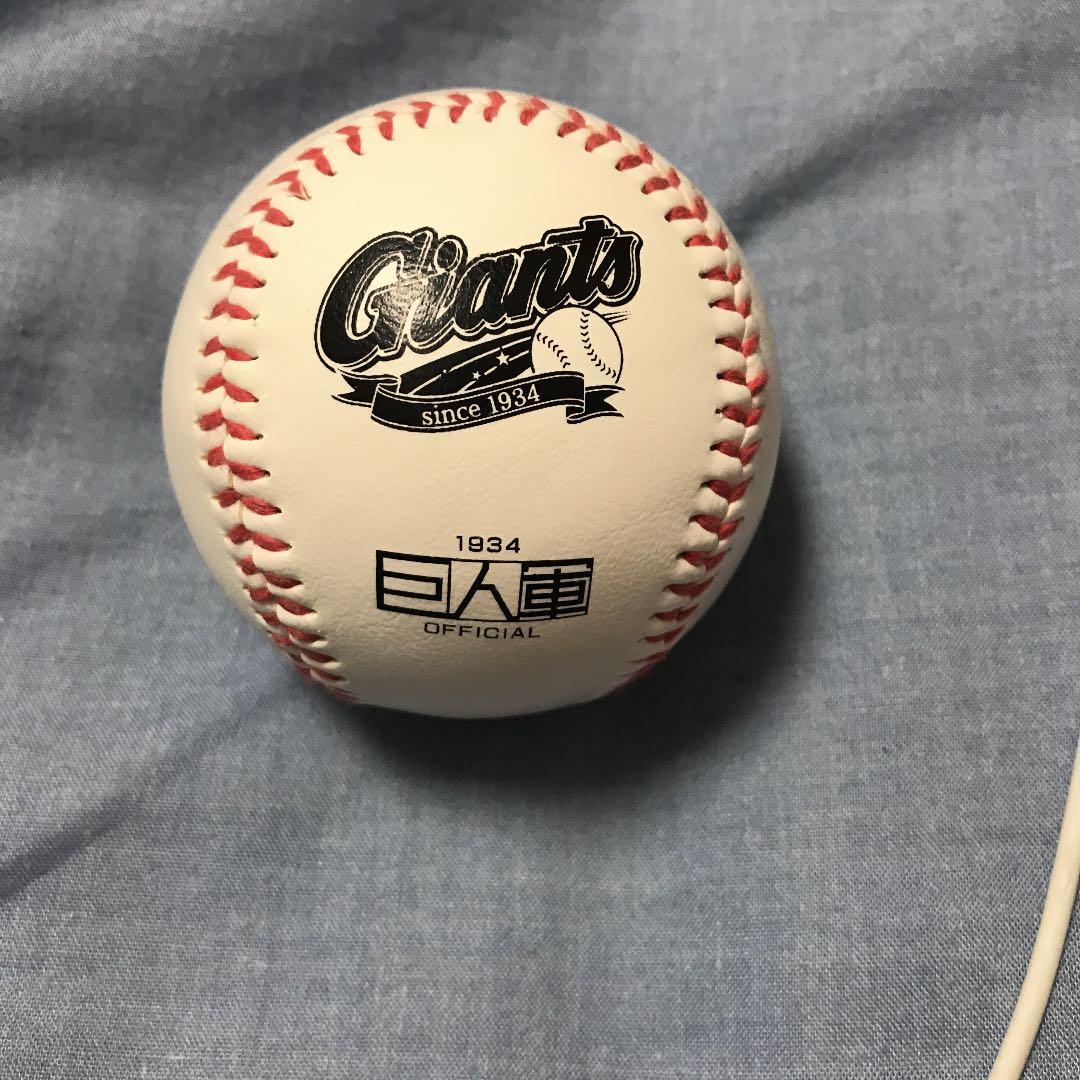 Giants
since 1934
1934
巨人軍
OFFICIAL